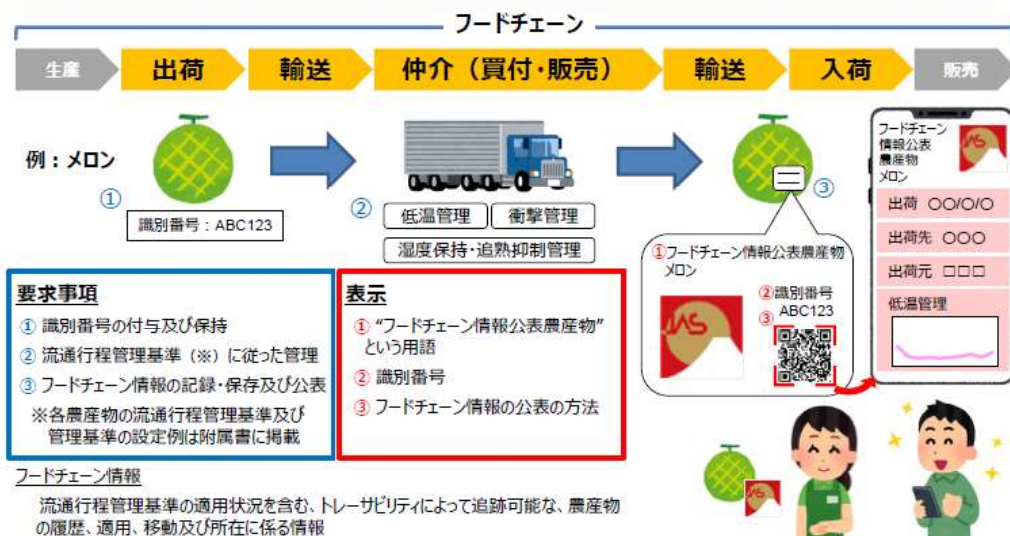 フードチェーン
生産
出荷
輸送
仲介（買付・販売）
輸送
入荷
販売
例：メロン
①
識別番号：ABC123
②
低温管理
衝撃管理
湿度保持・追熟抑制管理
③
①フードチェーン情報公表農産物
メロン
JAS
②識別番号
ABC123
③
フードチェーン
情報公表
農産物
メロン
JAS
出荷 〇〇/〇/〇
出荷先 〇〇〇
出荷元 □□□
低温管理
要求事項
① 識別番号の付与及び保持
② 流通行程管理基準（※）に従った管理
③ フードチェーン情報の記録・保存及び公表
※各農産物の流通行程管理基準及び
管理基準の設定例は附属書に掲載
表示
① “フードチェーン情報公表農産物”
という用語
② 識別番号
③ フードチェーン情報の公表の方法
フードチェーン情報
流通行程管理基準の適用状況を含む、トレーサビリティによって追跡可能な、農産物
の履歴、適用、移動及び所在に係る情報